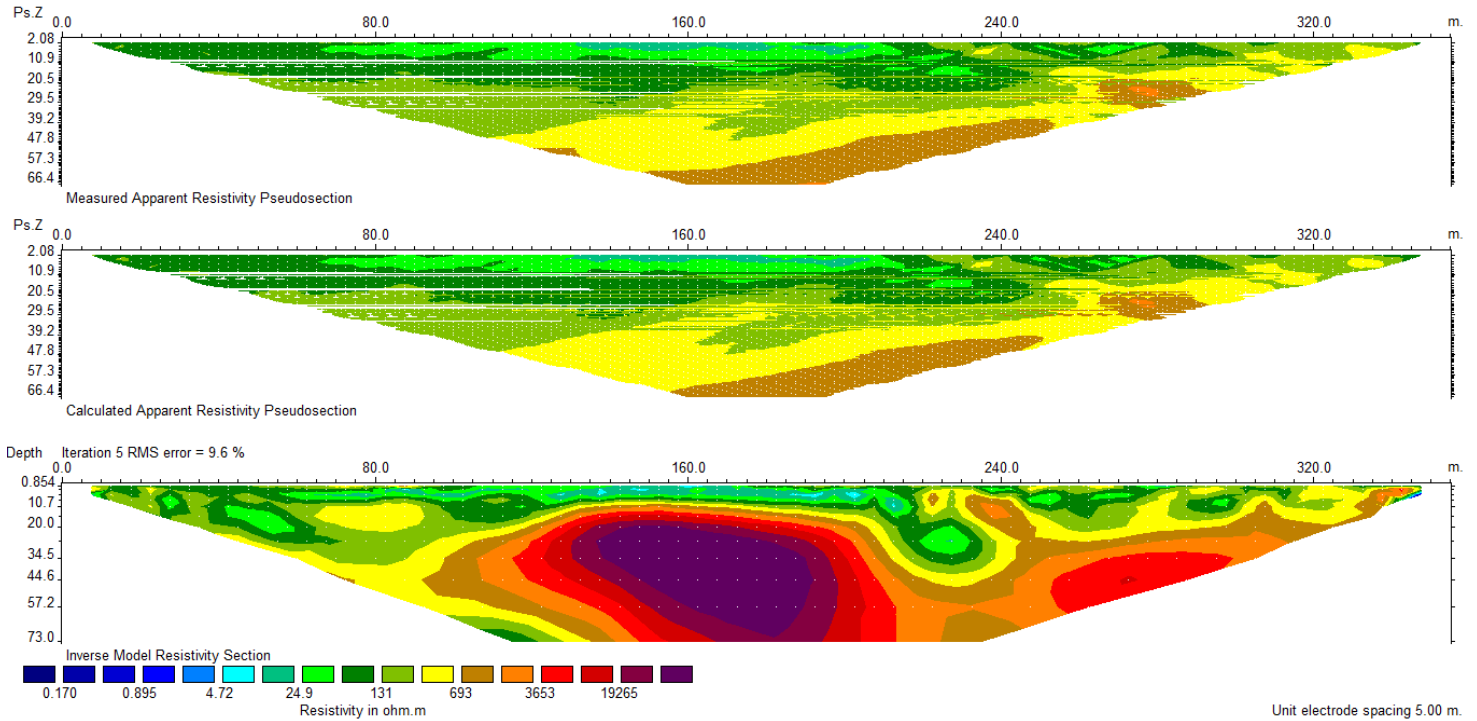 Ps.Z
0.0 80.0 160.0 240.0 320.0 m.
2.08
10.9
20.5
29.5
39.2
47.8
57.3
66.4
Measured Apparent Resistivity Pseudosection
Ps.Z
0.0 80.0 160.0 240.0 320.0 m.
2.08
10.9
20.5
29.5
39.2
47.8
57.3
66.4
Calculated Apparent Resistivity Pseudosection
Depth Iteration 5 RMS error = 9.6 %
0.0 80.0 160.0 240.0 320.0 m.
0.854
10.7
20.0
34.5
44.6
57.2
73.0
Inverse Model Resistivity Section
0.170 0.895 4.72 24.9 131 693 3653 19265
Resistivity in ohm.m
Unit electrode spacing 5.00 m.